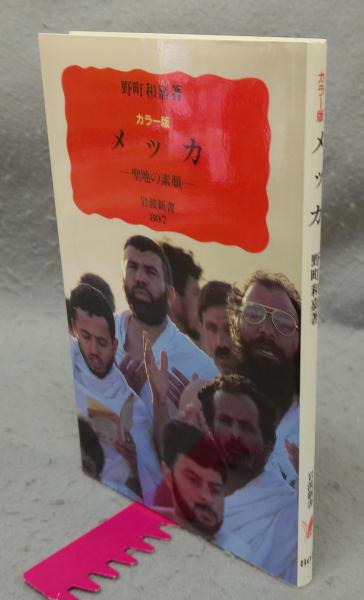 野町和嘉著
カラー版
メッカ
―聖地の素顔―
岩波新書
807
カラー版
メッカ
野町和嘉著
岩波新書
807